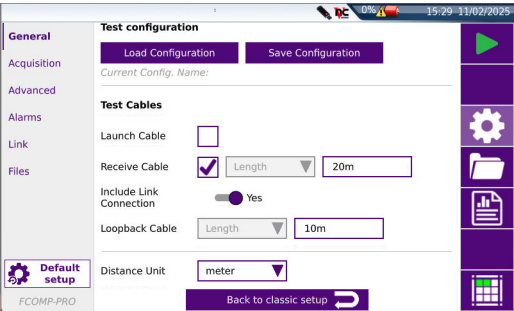 DC 0% 15:29 11/02/2025
General
Acquisition
Advanced
Alarms
Link
Files
Default setup
FCOMP-PRO
Test configuration
Load Configuration Save Configuration
Current Config. Name:
Test Cables
Launch Cable
Receive Cable Length 20m
Include Link
Connection Yes
Loopback Cable Length 10m
Distance Unit meter
Back to classic setup